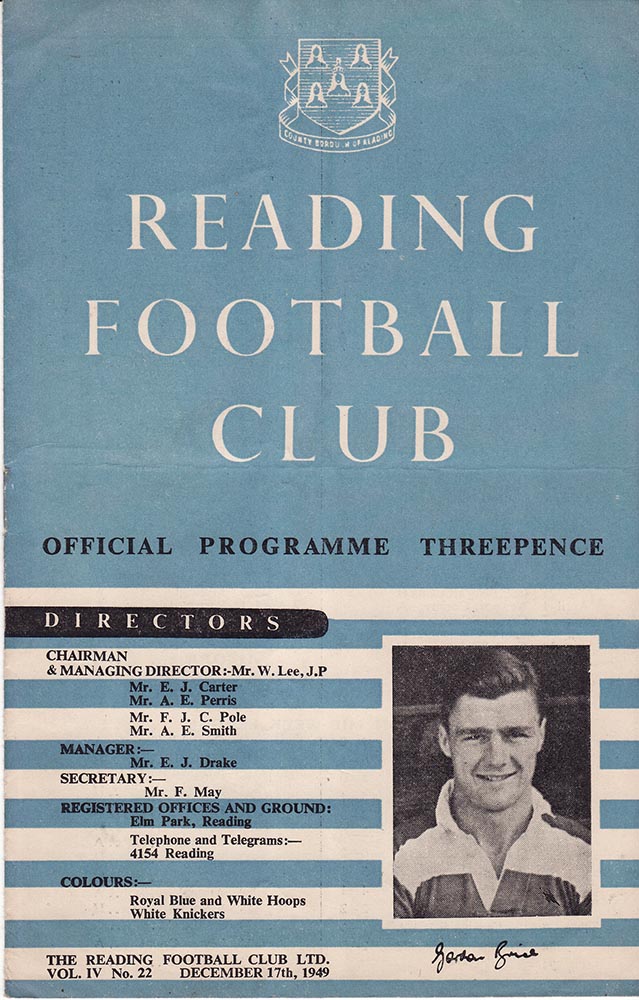 COUNTY BOROUGH OF READING
READING
FOOTBALL
CLUB
OFFICIAL PROGRAMME THREEPENCE
DIRECTORS
CHAIRMAN
& MANAGING DIRECTOR:-Mr. W. Lee, J.P
Mr. E. J. Carter
Mr. A. E. Perris
Mr. F. J. C. Pole
Mr. A. E. Smith
MANAGER:—
Mr. E. J. Drake
SECRETARY:—
Mr. F. May
REGISTERED OFFICES AND GROUND:
Elm Park, Reading
Telephone and Telegrams:—
4154 Reading
COLOURS:—
Royal Blue and White Hoops
White Knickers
THE READING FOOTBALL CLUB LTD.
VOL. IV No. 22 DECEMBER 17th, 1949
Gordon Brice